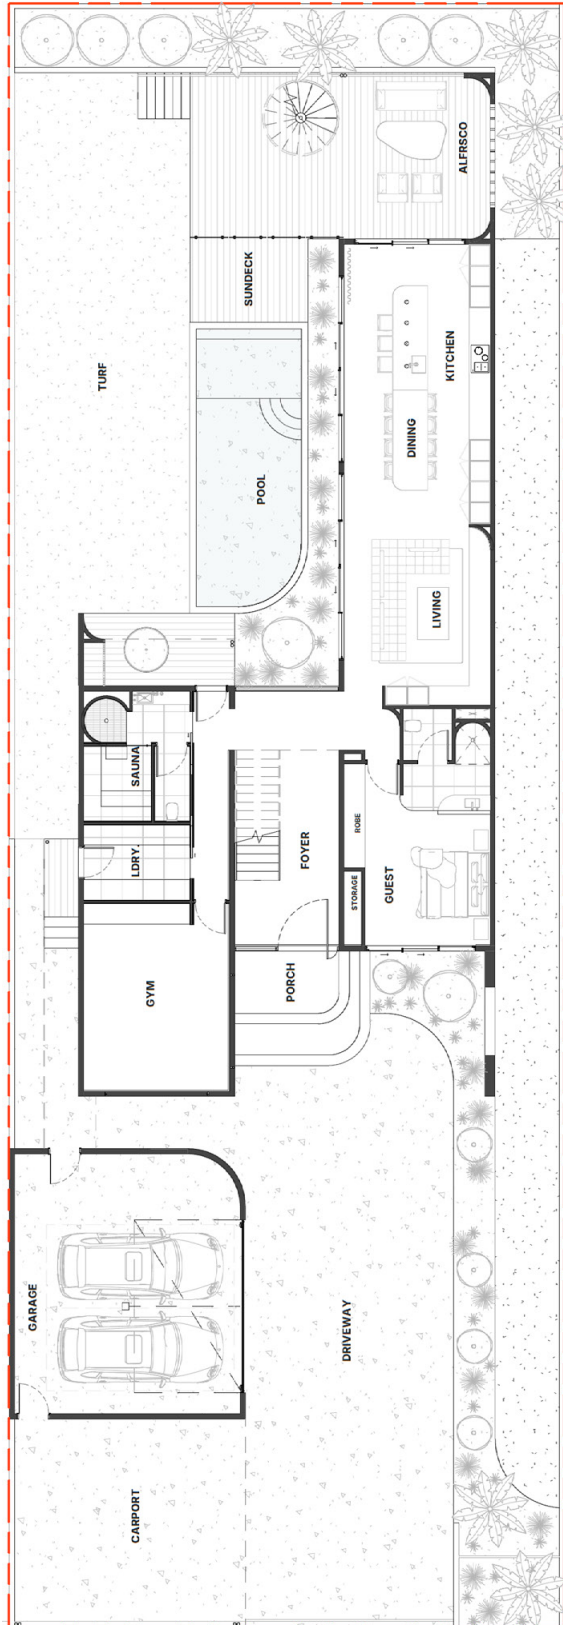 ALFRSCO
SUNDECK
KITCHEN
TURF
DINING
POOL
LIVING
SAUNA
LDRY.
FOYER
ROBE
GUEST
STORAGE
GYM
PORCH
GARAGE
DRIVEWAY
CARPORT